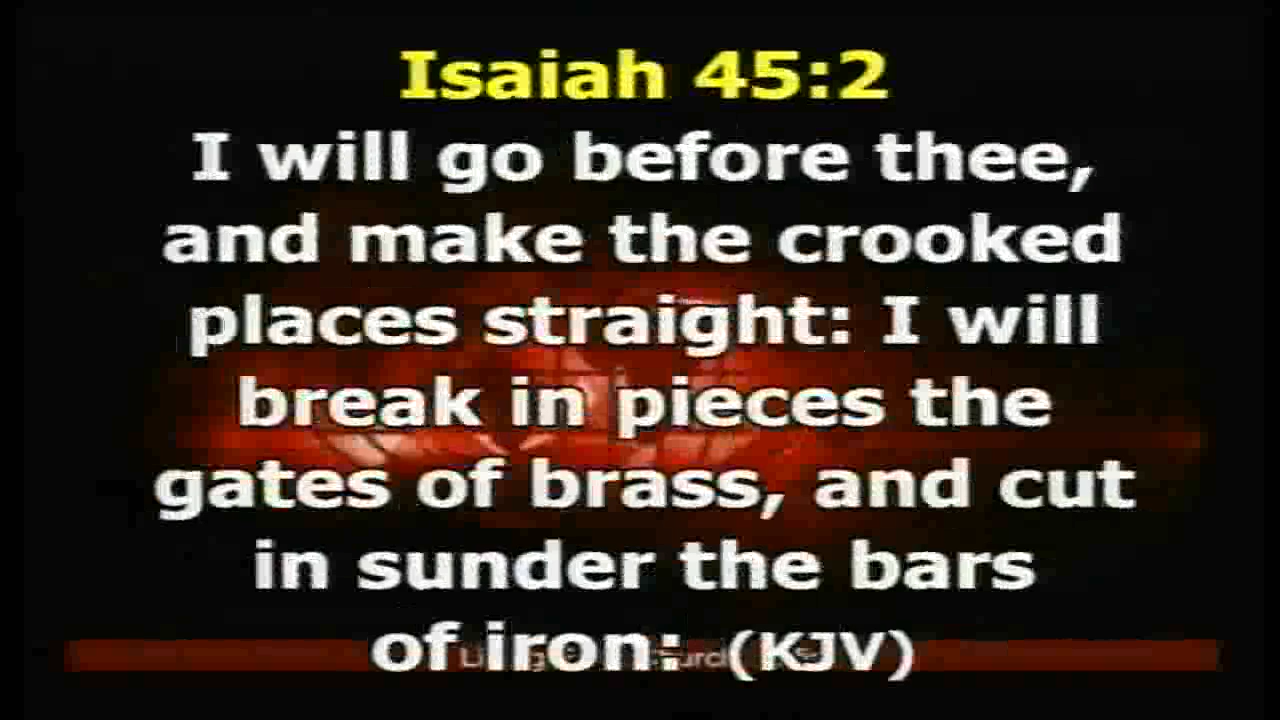 Isaiah 45:2
I will go before thee,
and make the crooked
places straight: I will
break in pieces the
gates of brass, and cut
in sunder the bars
of iron: (KJV)